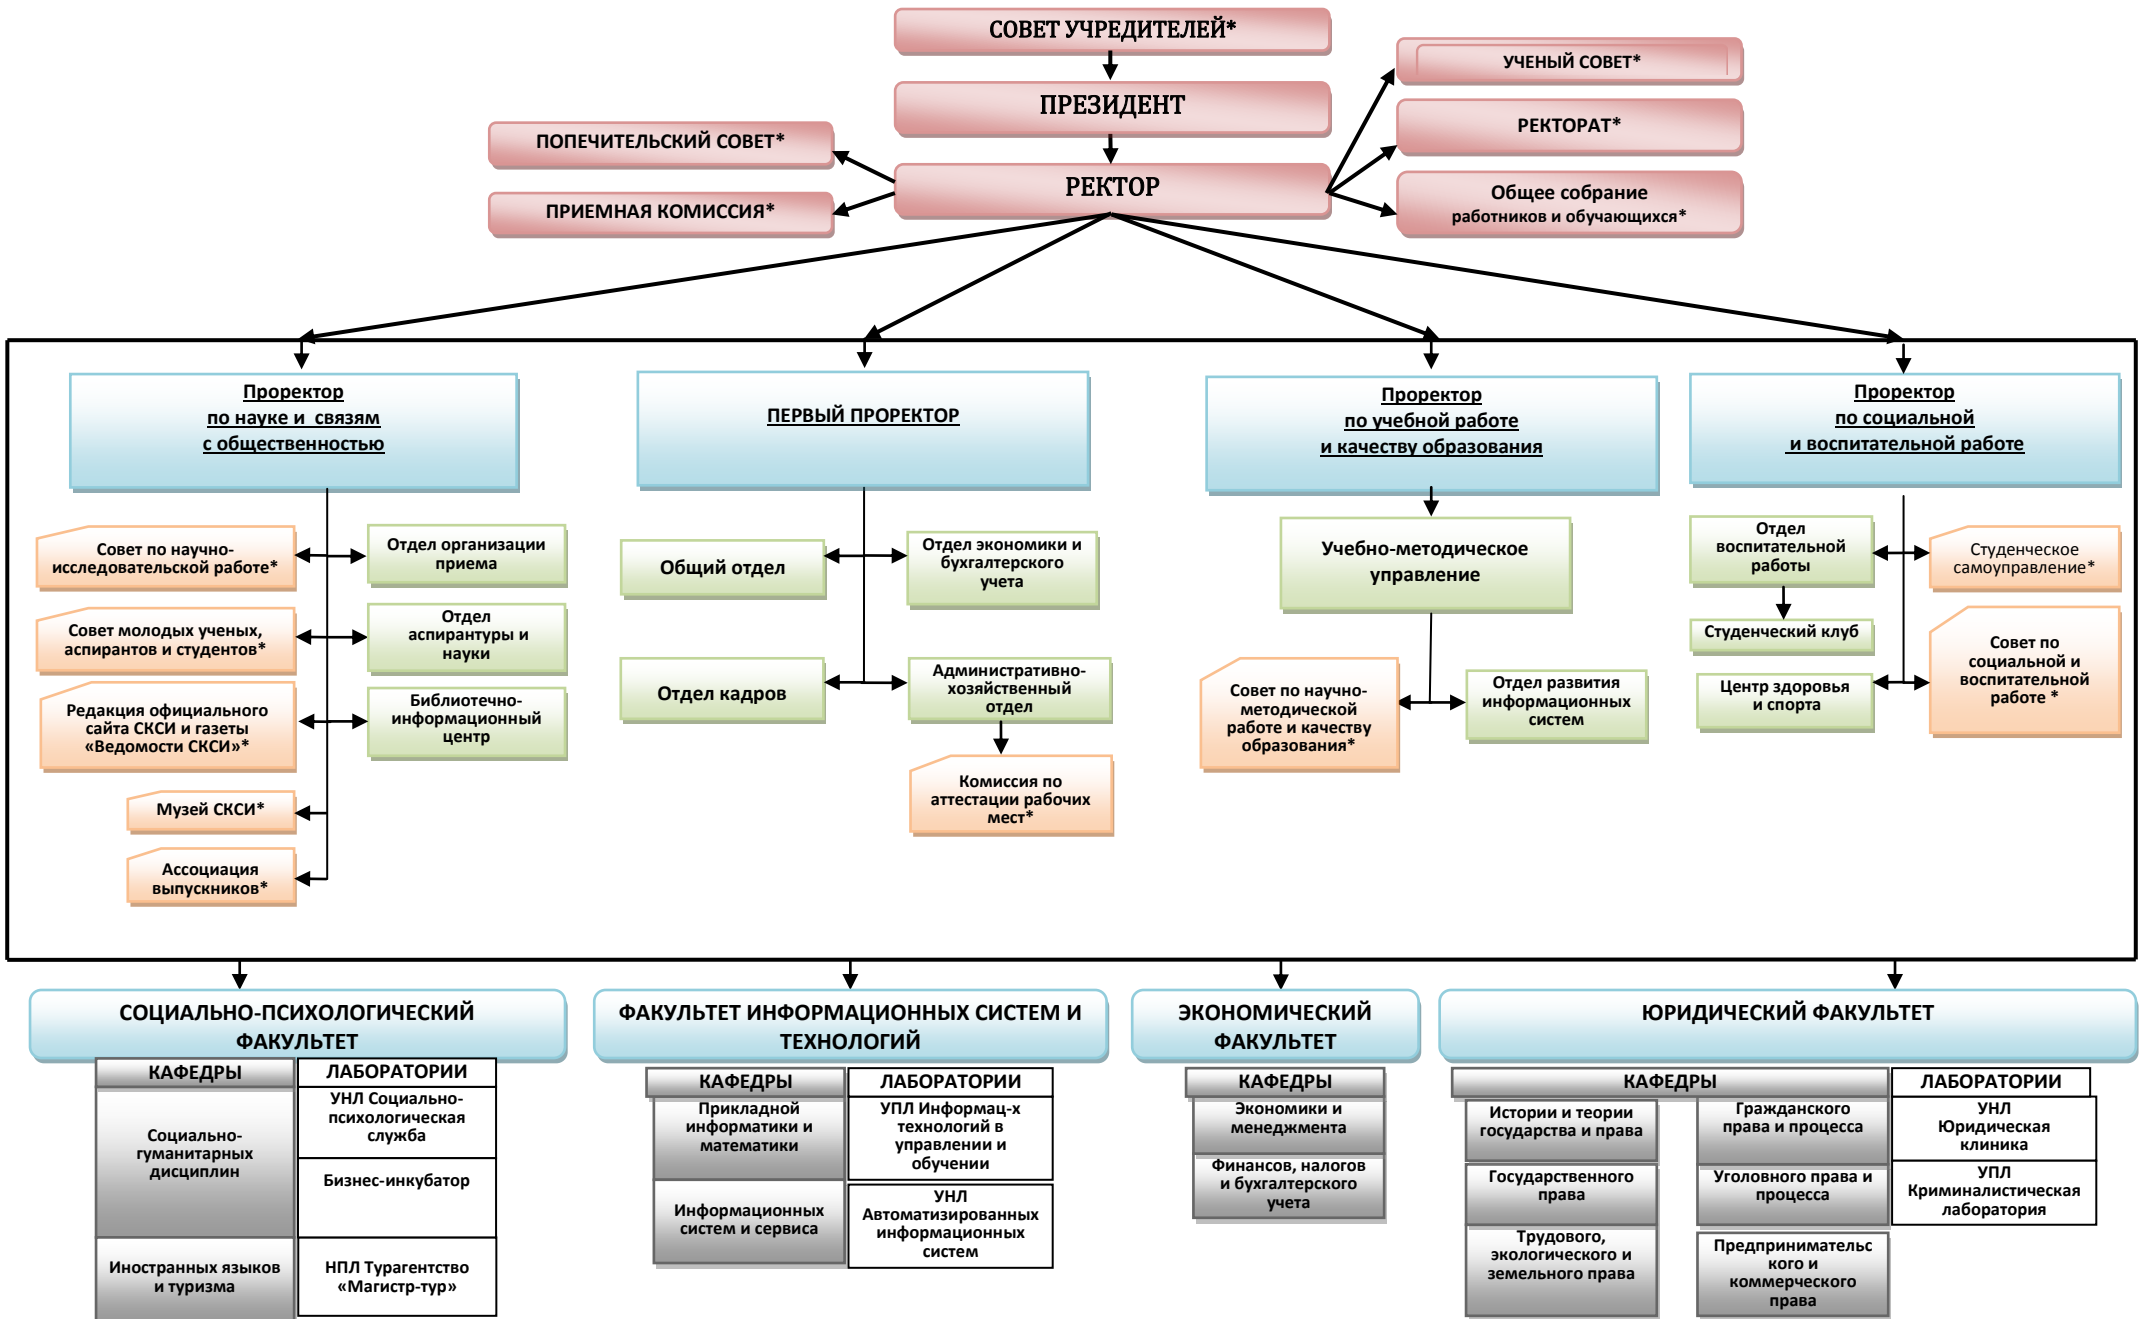 СОВЕТ УЧРЕДИТЕЛЕЙ*
ПРЕЗИДЕНТ
РЕКТОР
ПОПЕЧИТЕЛЬСКИЙ СОВЕТ*
ПРИЕМНАЯ КОМИССИЯ*
УЧЕНЫЙ СОВЕТ*
РЕКТОРАТ*
Общее собрание
работников и обучающихся*
Проректор
по науке и связям
с общественностью
ПЕРВЫЙ ПРОРЕКТОР
Проректор
по учебной работе
и качеству образования
Проректор
по социальной
и воспитательной работе
Совет по научно-
исследовательской работе*
Отдел организации
приема
Совет молодых ученых,
аспирантов и студентов*
Отдел
аспирантуры и
науки
Редакция официального
сайта СКСИ и газеты
«Ведомости СКСИ»*
Библиотечно-
информационный
центр
Музей СКСИ*
Ассоциация
выпускников*
Общий отдел
Отдел экономики и
бухгалтерского
учета
Отдел кадров
Административно-
хозяйственный
отдел
Комиссия по
аттестации рабочих
мест*
Учебно-методическое
управление
Совет по научно-
методической
работе и качеству
образования*
Отдел развития
информационных
систем
Отдел
воспитательной
работы
Студенческое
самоуправление*
Студенческий клуб
Центр здоровья
и спорта
Совет по
социальной и
воспитательной
работе *
СОЦИАЛЬНО-ПСИХОЛОГИЧЕСКИЙ
ФАКУЛЬТЕТ
КАФЕДРЫ
Социально-
гуманитарных
дисциплин
Иностранных языков
и туризма
ЛАБОРАТОРИИ
УНЛ Социально-
психологическая
служба
Бизнес-инкубатор
НПЛ Турагентство
«Магистр-тур»
ФАКУЛЬТЕТ ИНФОРМАЦИОННЫХ СИСТЕМ И
ТЕХНОЛОГИЙ
КАФЕДРЫ
Прикладной
информатики и
математики
Информационных
систем и сервиса
ЛАБОРАТОРИИ
УПЛ Информац-х
технологий в
управлении и
обучении
УНЛ
Автоматизированных
информационных
систем
ЭКОНОМИЧЕСКИЙ
ФАКУЛЬТЕТ
КАФЕДРЫ
Экономики и
менеджмента
Финансов, налогов
и бухгалтерского
учета
ЮРИДИЧЕСКИЙ ФАКУЛЬТЕТ
КАФЕДРЫ
Истории и теории
государства и права
Государственного
права
Трудового,
экологического и
земельного права
Гражданского
права и процесса
Уголовного права и
процесса
Предпринимательс
кого и
коммерческого
права
ЛАБОРАТОРИИ
УНЛ
Юридическая
клиника
УПЛ
Криминалистическая
лаборатория